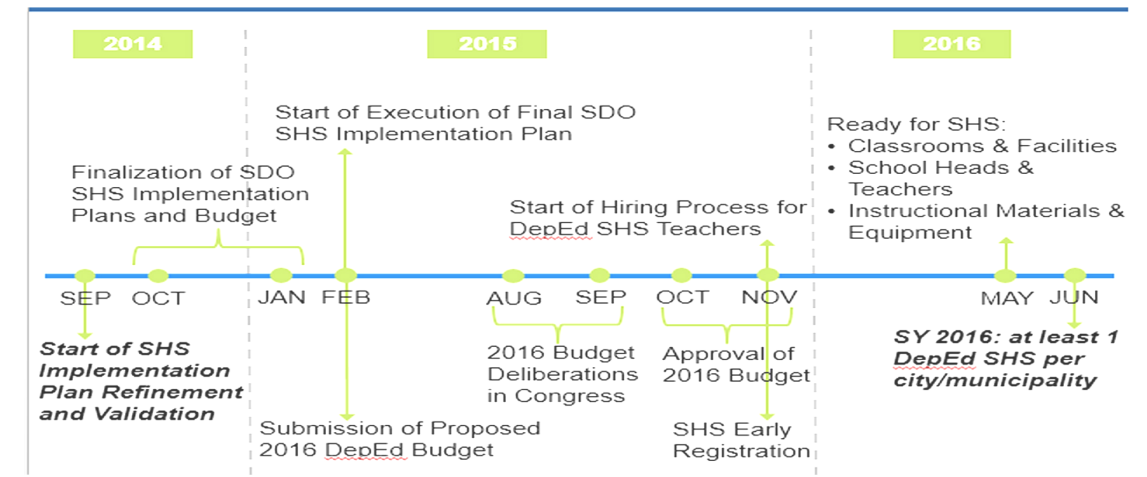 2014
2015
2016
Start of Execution of Final SDO
SHS Implementation Plan
Ready for SHS:
• Classrooms & Facilities
• School Heads &
Teachers
• Instructional Materials &
Equipment
Finalization of SDO
SHS Implementation
Plans and Budget
Start of Hiring Process for
DepEd SHS Teachers
SEP OCT JAN FEB AUG SEP OCT NOV MAY JUN
Start of SHS
Implementation
Plan Refinement
and Validation
2016 Budget
Deliberations
in Congress
Approval of
2016 Budget
SY 2016: at least 1
DepEd SHS per
city/municipality
Submission of Proposed
2016 DepEd Budget
SHS Early
Registration